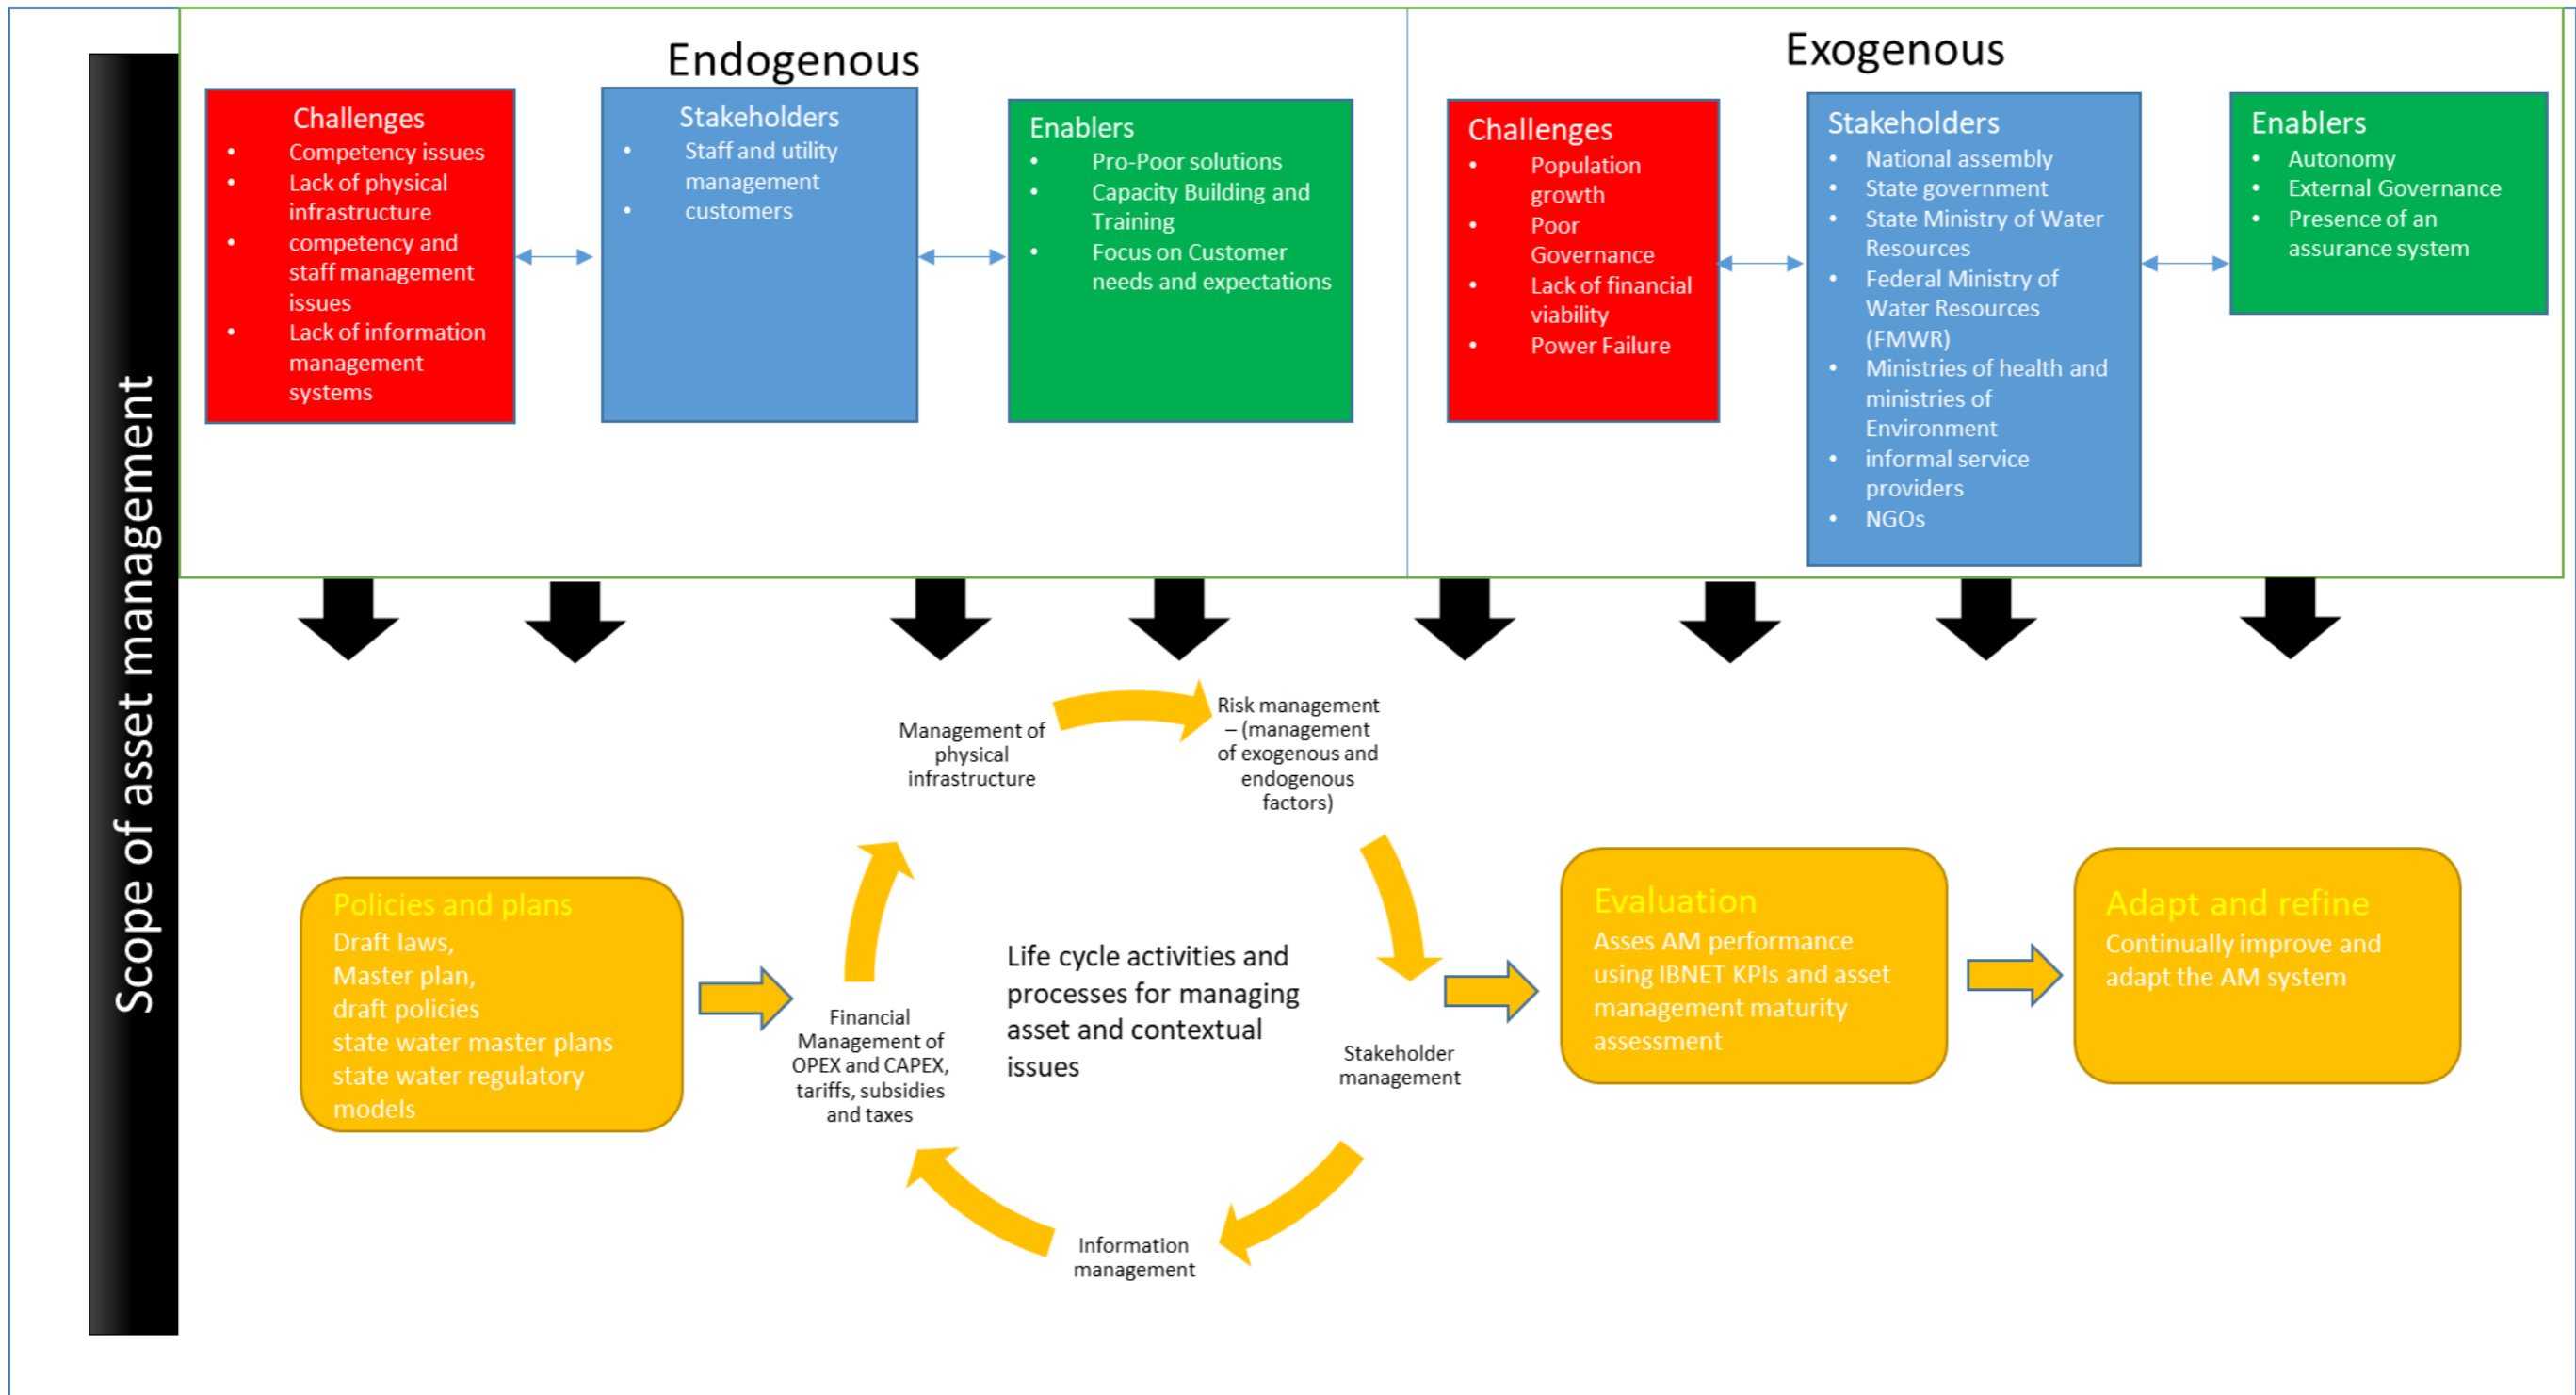 Scope of asset management
Endogenous
Challenges
• Competency issues
• Lack of physical
infrastructure
• competency and
staff management
issues
• Lack of information
management
systems
Stakeholders
• Staff and utility
management
• customers
Enablers
• Pro-Poor solutions
• Capacity Building and
Training
• Focus on Customer
needs and expectations
Exogenous
Challenges
• Population
growth
• Poor
Governance
• Lack of financial
viability
• Power Failure
Stakeholders
• National assembly
• State government
• State Ministry of Water
Resources
• Federal Ministry of
Water Resources
(FMWR)
• Ministries of health and
ministries of
Environment
• informal service
providers
• NGOs
Enablers
• Autonomy
• External Governance
• Presence of an
assurance system
Policies and plans
Draft laws,
Master plan,
draft policies
state water master plans
state water regulatory
models
Management of
physical
infrastructure
Risk management
– (management
of exogenous and
endogenous
factors)
Stakeholder
management
Information
management
Financial
Management of
OPEX and CAPEX,
tariffs, subsidies
and taxes
Life cycle activities and
processes for managing
asset and contextual
issues
Evaluation
Asses AM performance
using IBNET KPIs and asset
management maturity
assessment
Adapt and refine
Continually improve and
adapt the AM system